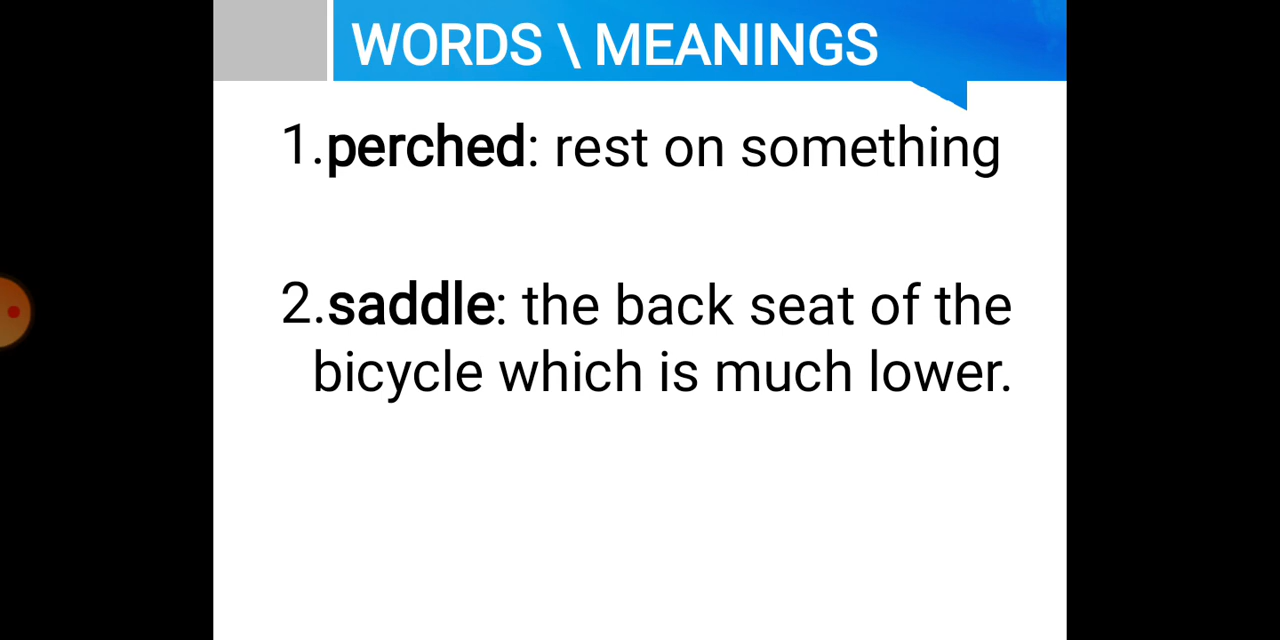 WORDS \ MEANINGS
1.perched: rest on something
2.saddle: the back seat of the
bicycle which is much lower.